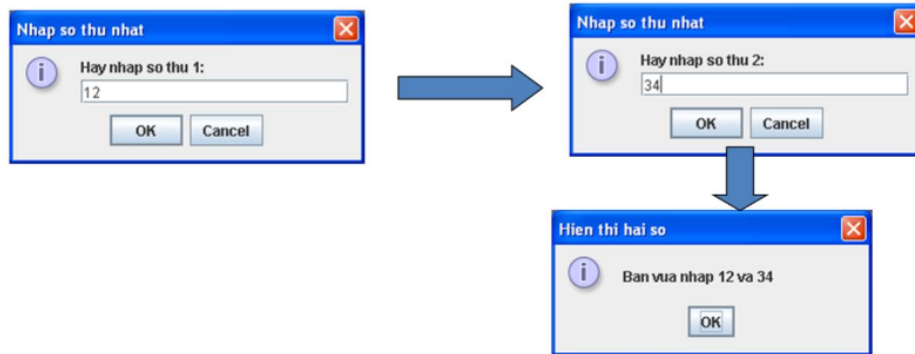 Nhap so thu nhat
Hay nhap so thu 1:
12
OK Cancel
Nhap so thu nhat
Hay nhap so thu 2:
34
OK Cancel
Hien thi hai so
Ban vua nhap 12 va 34
OK